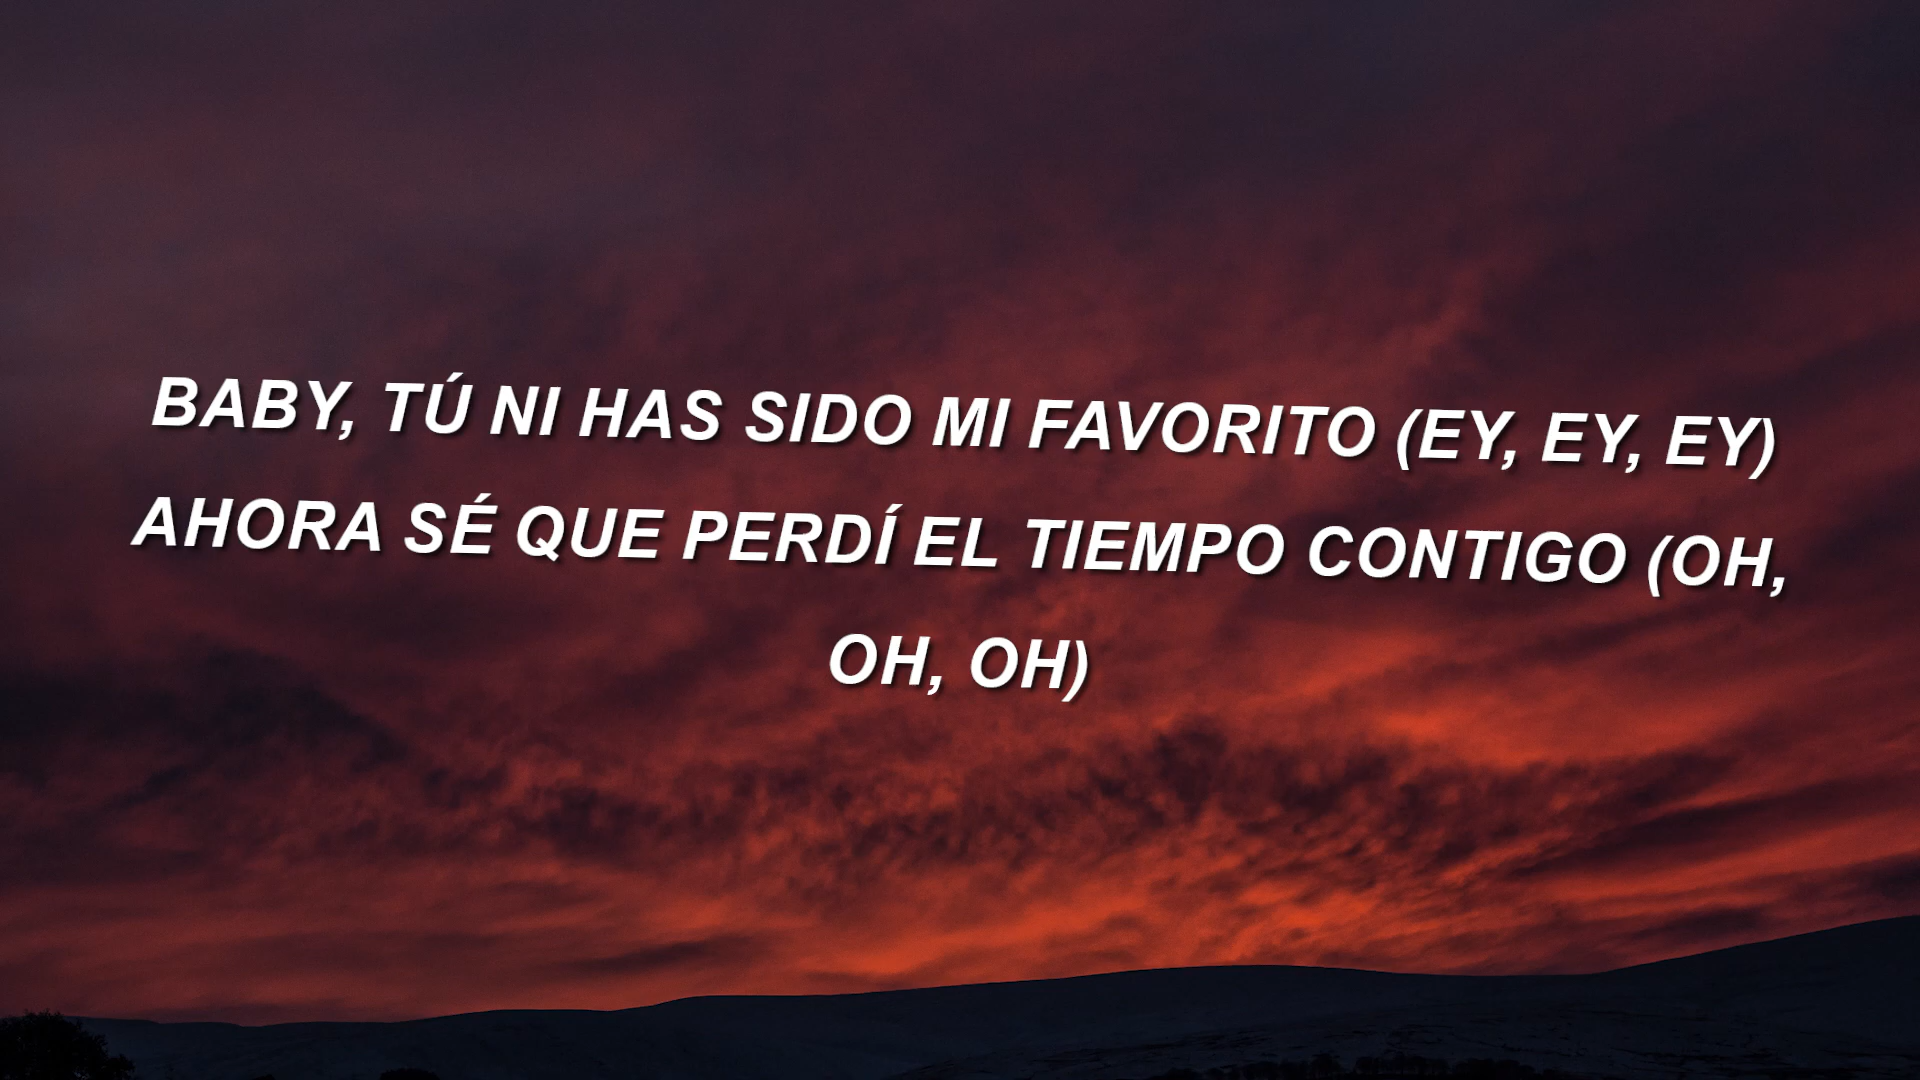 BABY, TÚ NI HAS SIDO MI FAVORITO (EY, EY, EY)
AHORA SÉ QUE PERDÍ EL TIEMPO CONTIGO (OH,
OH, OH)